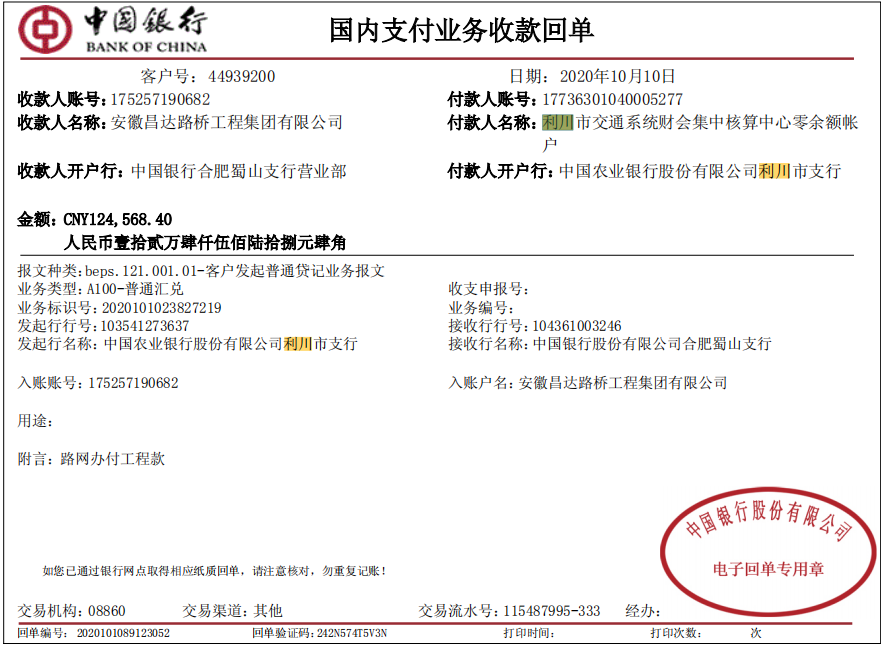 中国银行
BANK OF CHINA
国内支付业务收款回单
客户号：44939200 日期：2020年10月10日
收款人账号：175257190682 付款人账号：17736301040005277
收款人名称：安徽昌达路桥工程集团有限公司 付款人名称：利川市交通系统财会集中核算中心零余额帐
户
收款人开户行：中国银行合肥蜀山支行营业部 付款人开户行：中国农业银行股份有限公司利川市支行
金额：CNY124,568.40
人民币壹拾贰万肆仟伍佰陆拾捌元肆角
报文种类：beps.121.001.01-客户发起普通贷记业务报文
业务类型：A100-普通汇兑 收支申报号：
业务标识号：2020101023827219 业务编号：
发起行行号：103541273637 接收行行号：104361003246
发起行名称：中国农业银行股份有限公司利川市支行 接收行名称：中国银行股份有限公司合肥蜀山支行
入账账号：175257190682 入账户名：安徽昌达路桥工程集团有限公司
用途：
附言：路网办付工程款
中国银行股份有限公司
电子回单专用章
如您已通过银行网点取得相应纸质回单，请注意核对，勿重复记账！
交易机构：08860 交易渠道：其他 交易流水号：115487995-333 经办：
回单编号：2020101089123052 回单验证码：242N574T5V3N 打印时间： 打印次数： 次